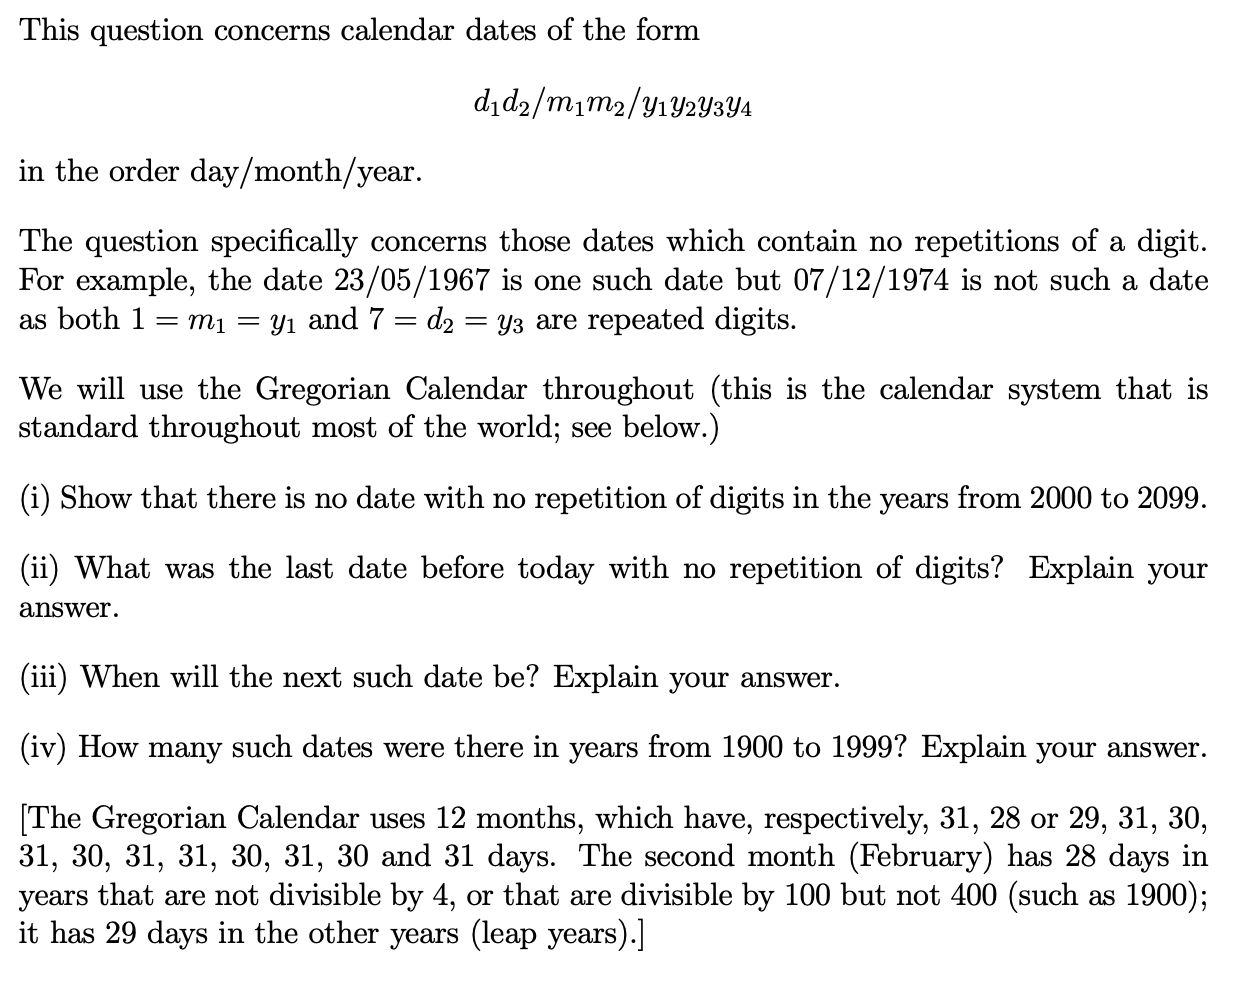 This question concerns calendar dates of the form
d₁d₂/m₁m₂/y₁y₂y₃y₄
in the order day/month/year.
The question specifically concerns those dates which contain no repetitions of a digit.
For example, the date 23/05/1967 is one such date but 07/12/1974 is not such a date
as both 1 = m₁ = y₁ and 7 = d₂ = y₃ are repeated digits.
We will use the Gregorian Calendar throughout (this is the calendar system that is
standard throughout most of the world; see below.)
(i) Show that there is no date with no repetition of digits in the years from 2000 to 2099.
(ii) What was the last date before today with no repetition of digits? Explain your
answer.
(iii) When will the next such date be? Explain your answer.
(iv) How many such dates were there in years from 1900 to 1999? Explain your answer.
[The Gregorian Calendar uses 12 months, which have, respectively, 31, 28 or 29, 31, 30,
31, 30, 31, 31, 30, 31, 30 and 31 days. The second month (February) has 28 days in
years that are not divisible by 4, or that are divisible by 100 but not 400 (such as 1900);
it has 29 days in the other years (leap years).]